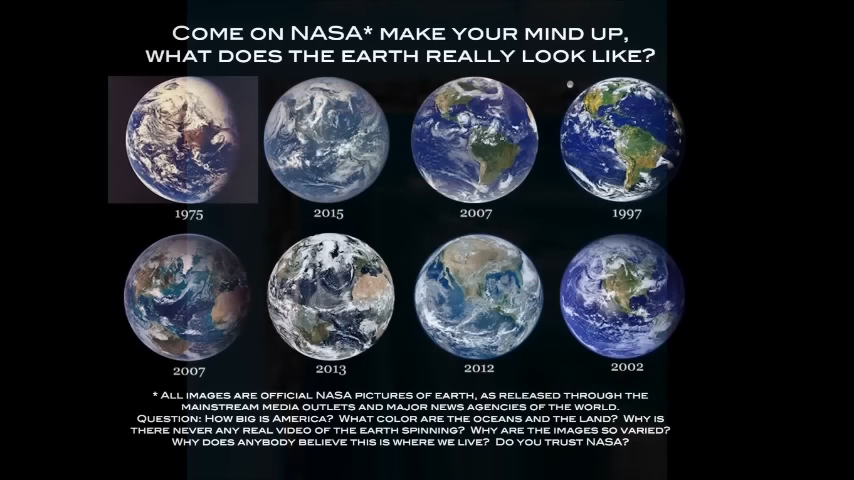 Come on NASA* make your mind up,
what does the earth really look like?
1975
2015
2007
1997
2007
2013
2012
2002
* All images are official NASA pictures of earth, as released through the
mainstream media outlets and major news agencies of the world.
Question: How big is America? What color are the oceans and the land? Why is
there never any real video of the earth spinning? Why are the images so varied?
Why does anybody believe this is where we live? Do you trust NASA?